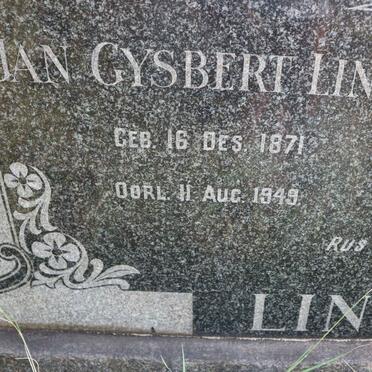 JAN GYSBERT LIN
GEB. 16 DES. 1871
OORL. 11 AUG. 1949.
RUS
LIN